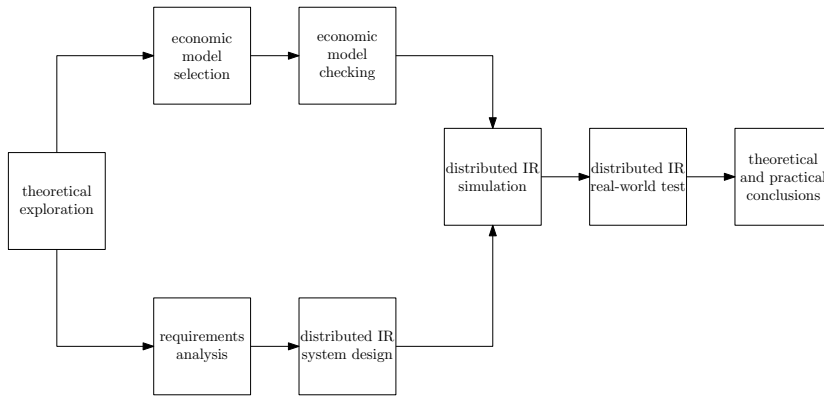 economic
model
selection
economic
model
checking
theoretical
exploration
distributed IR
simulation
distributed IR
real-world test
theoretical
and practical
conclusions
requirements
analysis
distributed IR
system design